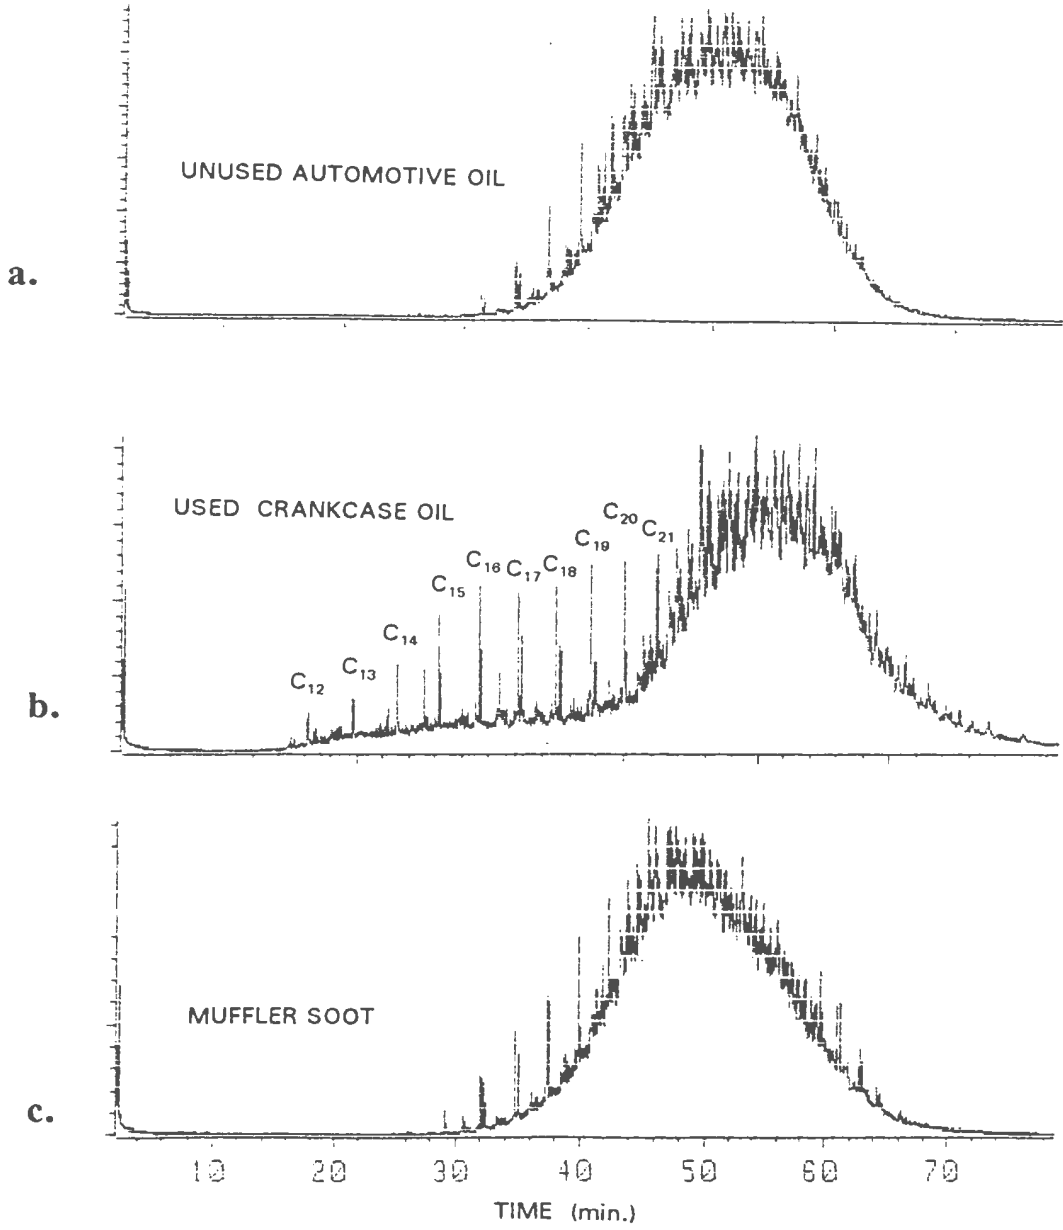 UNUSED AUTOMOTIVE OIL
a.
USED CRANKCASE OIL
C₁₂
C₁₃
C₁₄
C₁₅
C₁₆
C₁₇
C₁₈
C₁₉
C₂₀
C₂₁
b.
MUFFLER SOOT
c.
10 20 30 40 50 60 70
TIME (min.)